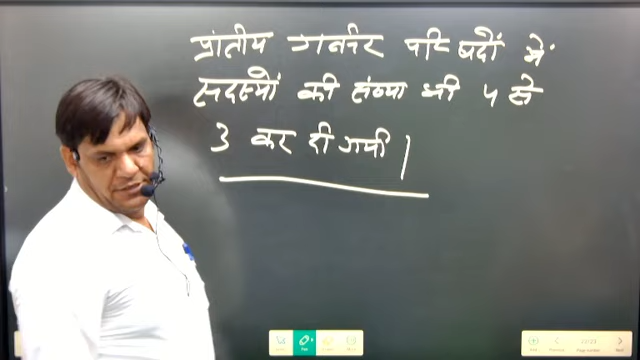 प्रांतीय गवर्नर परिषदों में
सदस्यों की संख्या भी 4 से
3 कर दी गयी।